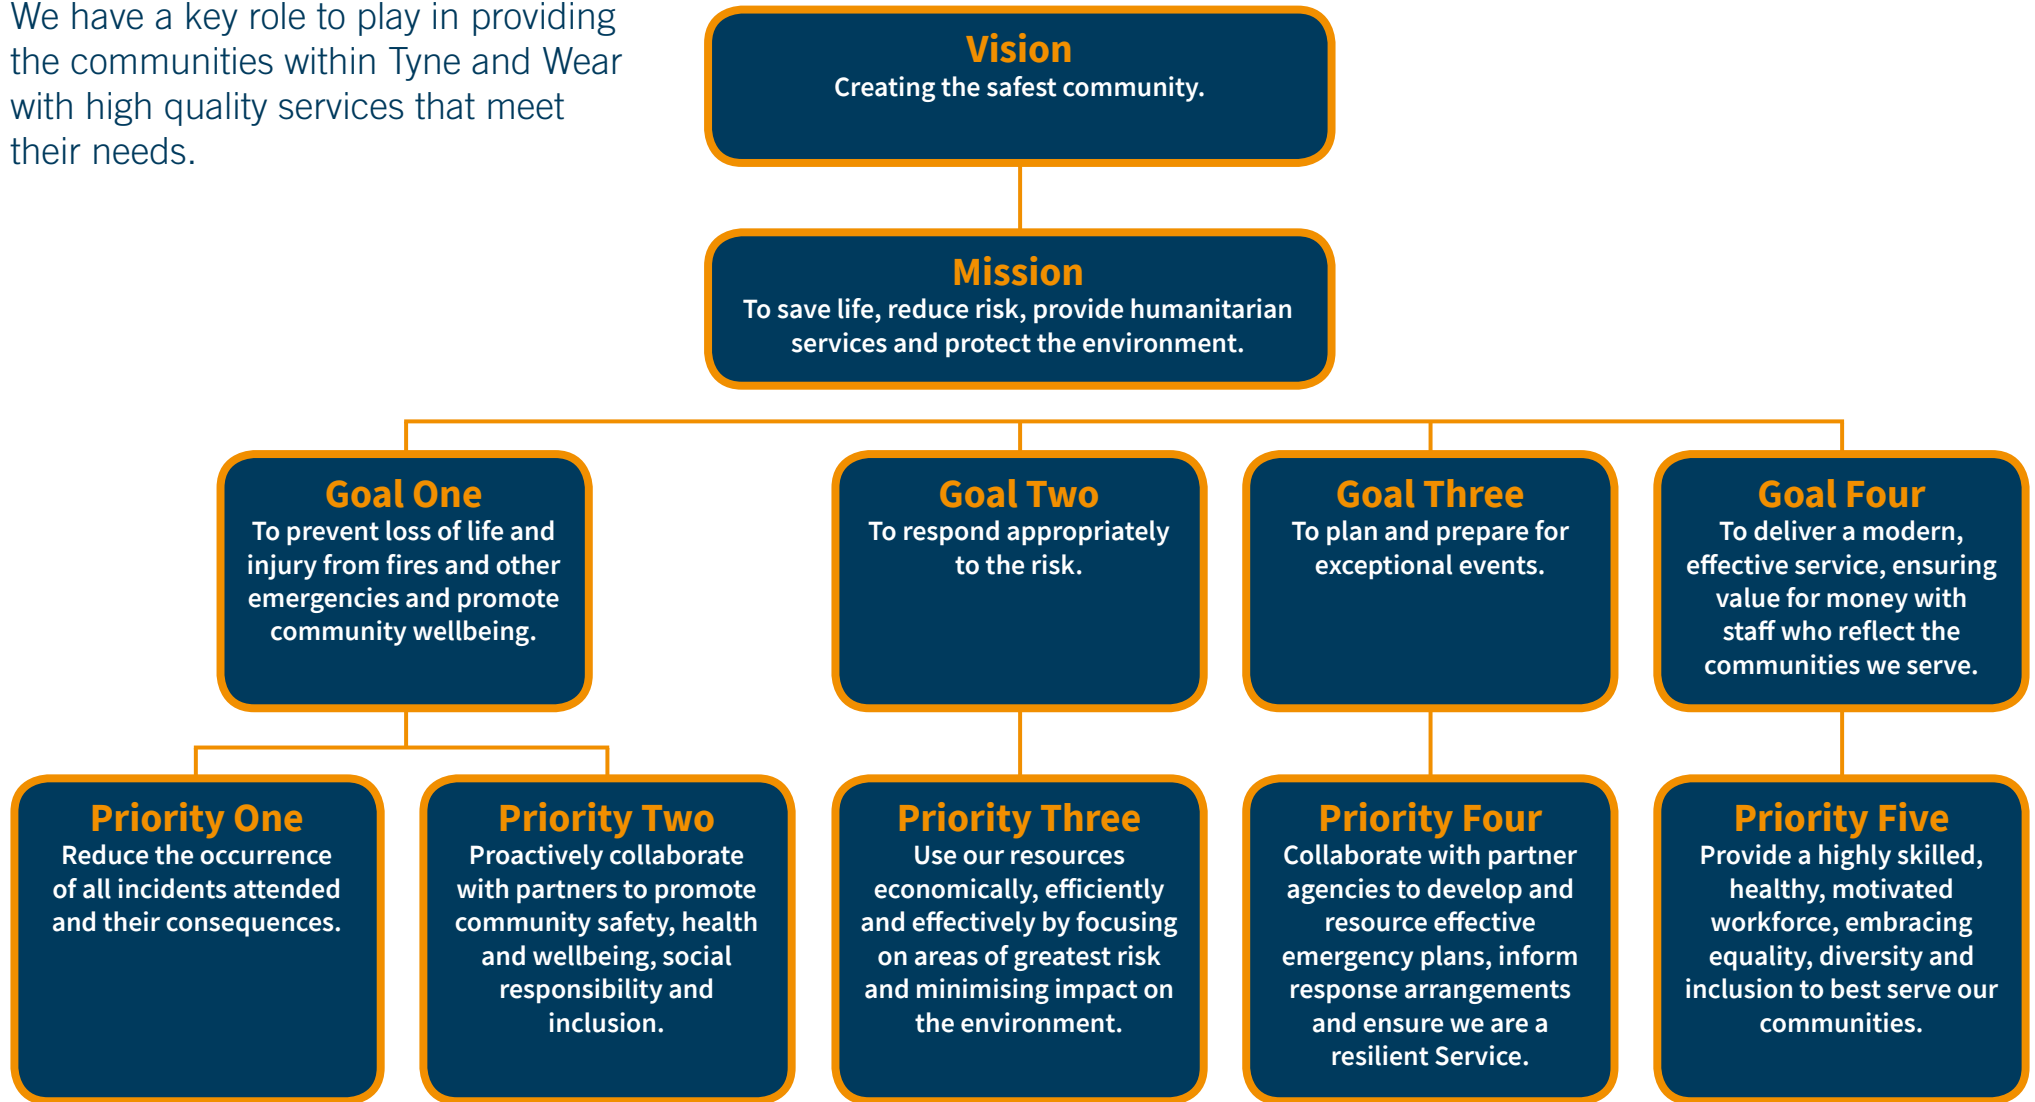 We have a key role to play in providing
the communities within Tyne and Wear
with high quality services that meet
their needs.
Vision
Creating the safest community.
Mission
To save life, reduce risk, provide humanitarian
services and protect the environment.
Goal One
To prevent loss of life and
injury from fires and other
emergencies and promote
community wellbeing.
Goal Two
To respond appropriately
to the risk.
Goal Three
To plan and prepare for
exceptional events.
Goal Four
To deliver a modern,
effective service, ensuring
value for money with
staff who reflect the
communities we serve.
Priority One
Reduce the occurrence
of all incidents attended
and their consequences.
Priority Two
Proactively collaborate
with partners to promote
community safety, health
and wellbeing, social
responsibility and
inclusion.
Priority Three
Use our resources
economically, efficiently
and effectively by focusing
on areas of greatest risk
and minimising impact on
the environment.
Priority Four
Collaborate with partner
agencies to develop and
resource effective
emergency plans, inform
response arrangements
and ensure we are a
resilient Service.
Priority Five
Provide a highly skilled,
healthy, motivated
workforce, embracing
equality, diversity and
inclusion to best serve our
communities.